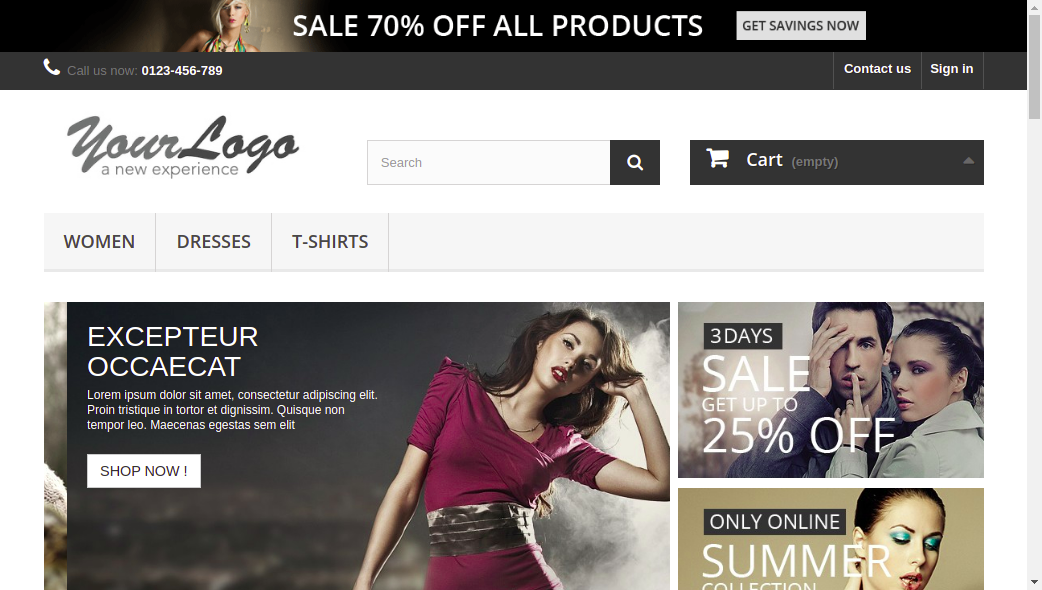 SALE 70% OFF ALL PRODUCTS
GET SAVINGS NOW
Call us now: 0123-456-789
Contact us
Sign in
YourLogo
a new experience
Search
Cart (empty)
WOMEN
DRESSES
T-SHIRTS
EXCEPTEUR
OCCAECAT
Lorem ipsum dolor sit amet, consectetur adipiscing elit.
Proin tristique in tortor et dignissim. Quisque non
tempor leo. Maecenas egestas sem elit
SHOP NOW !
3 DAYS
SALE
GET UP TO
25% OFF
ONLY ONLINE
SUMMER
COLLECTION